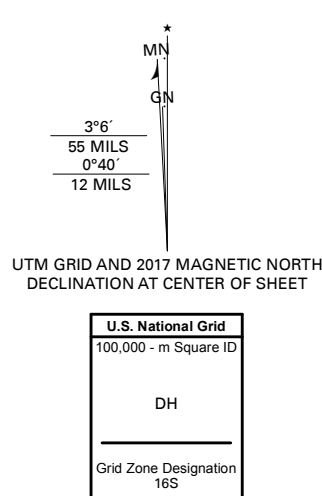 ★
MN
GN
3°6´
55 MILS
0°40´
12 MILS
UTM GRID AND 2017 MAGNETIC NORTH
DECLINATION AT CENTER OF SHEET
U.S. National Grid
100,000 - m Square ID
DH
Grid Zone Designation
16S